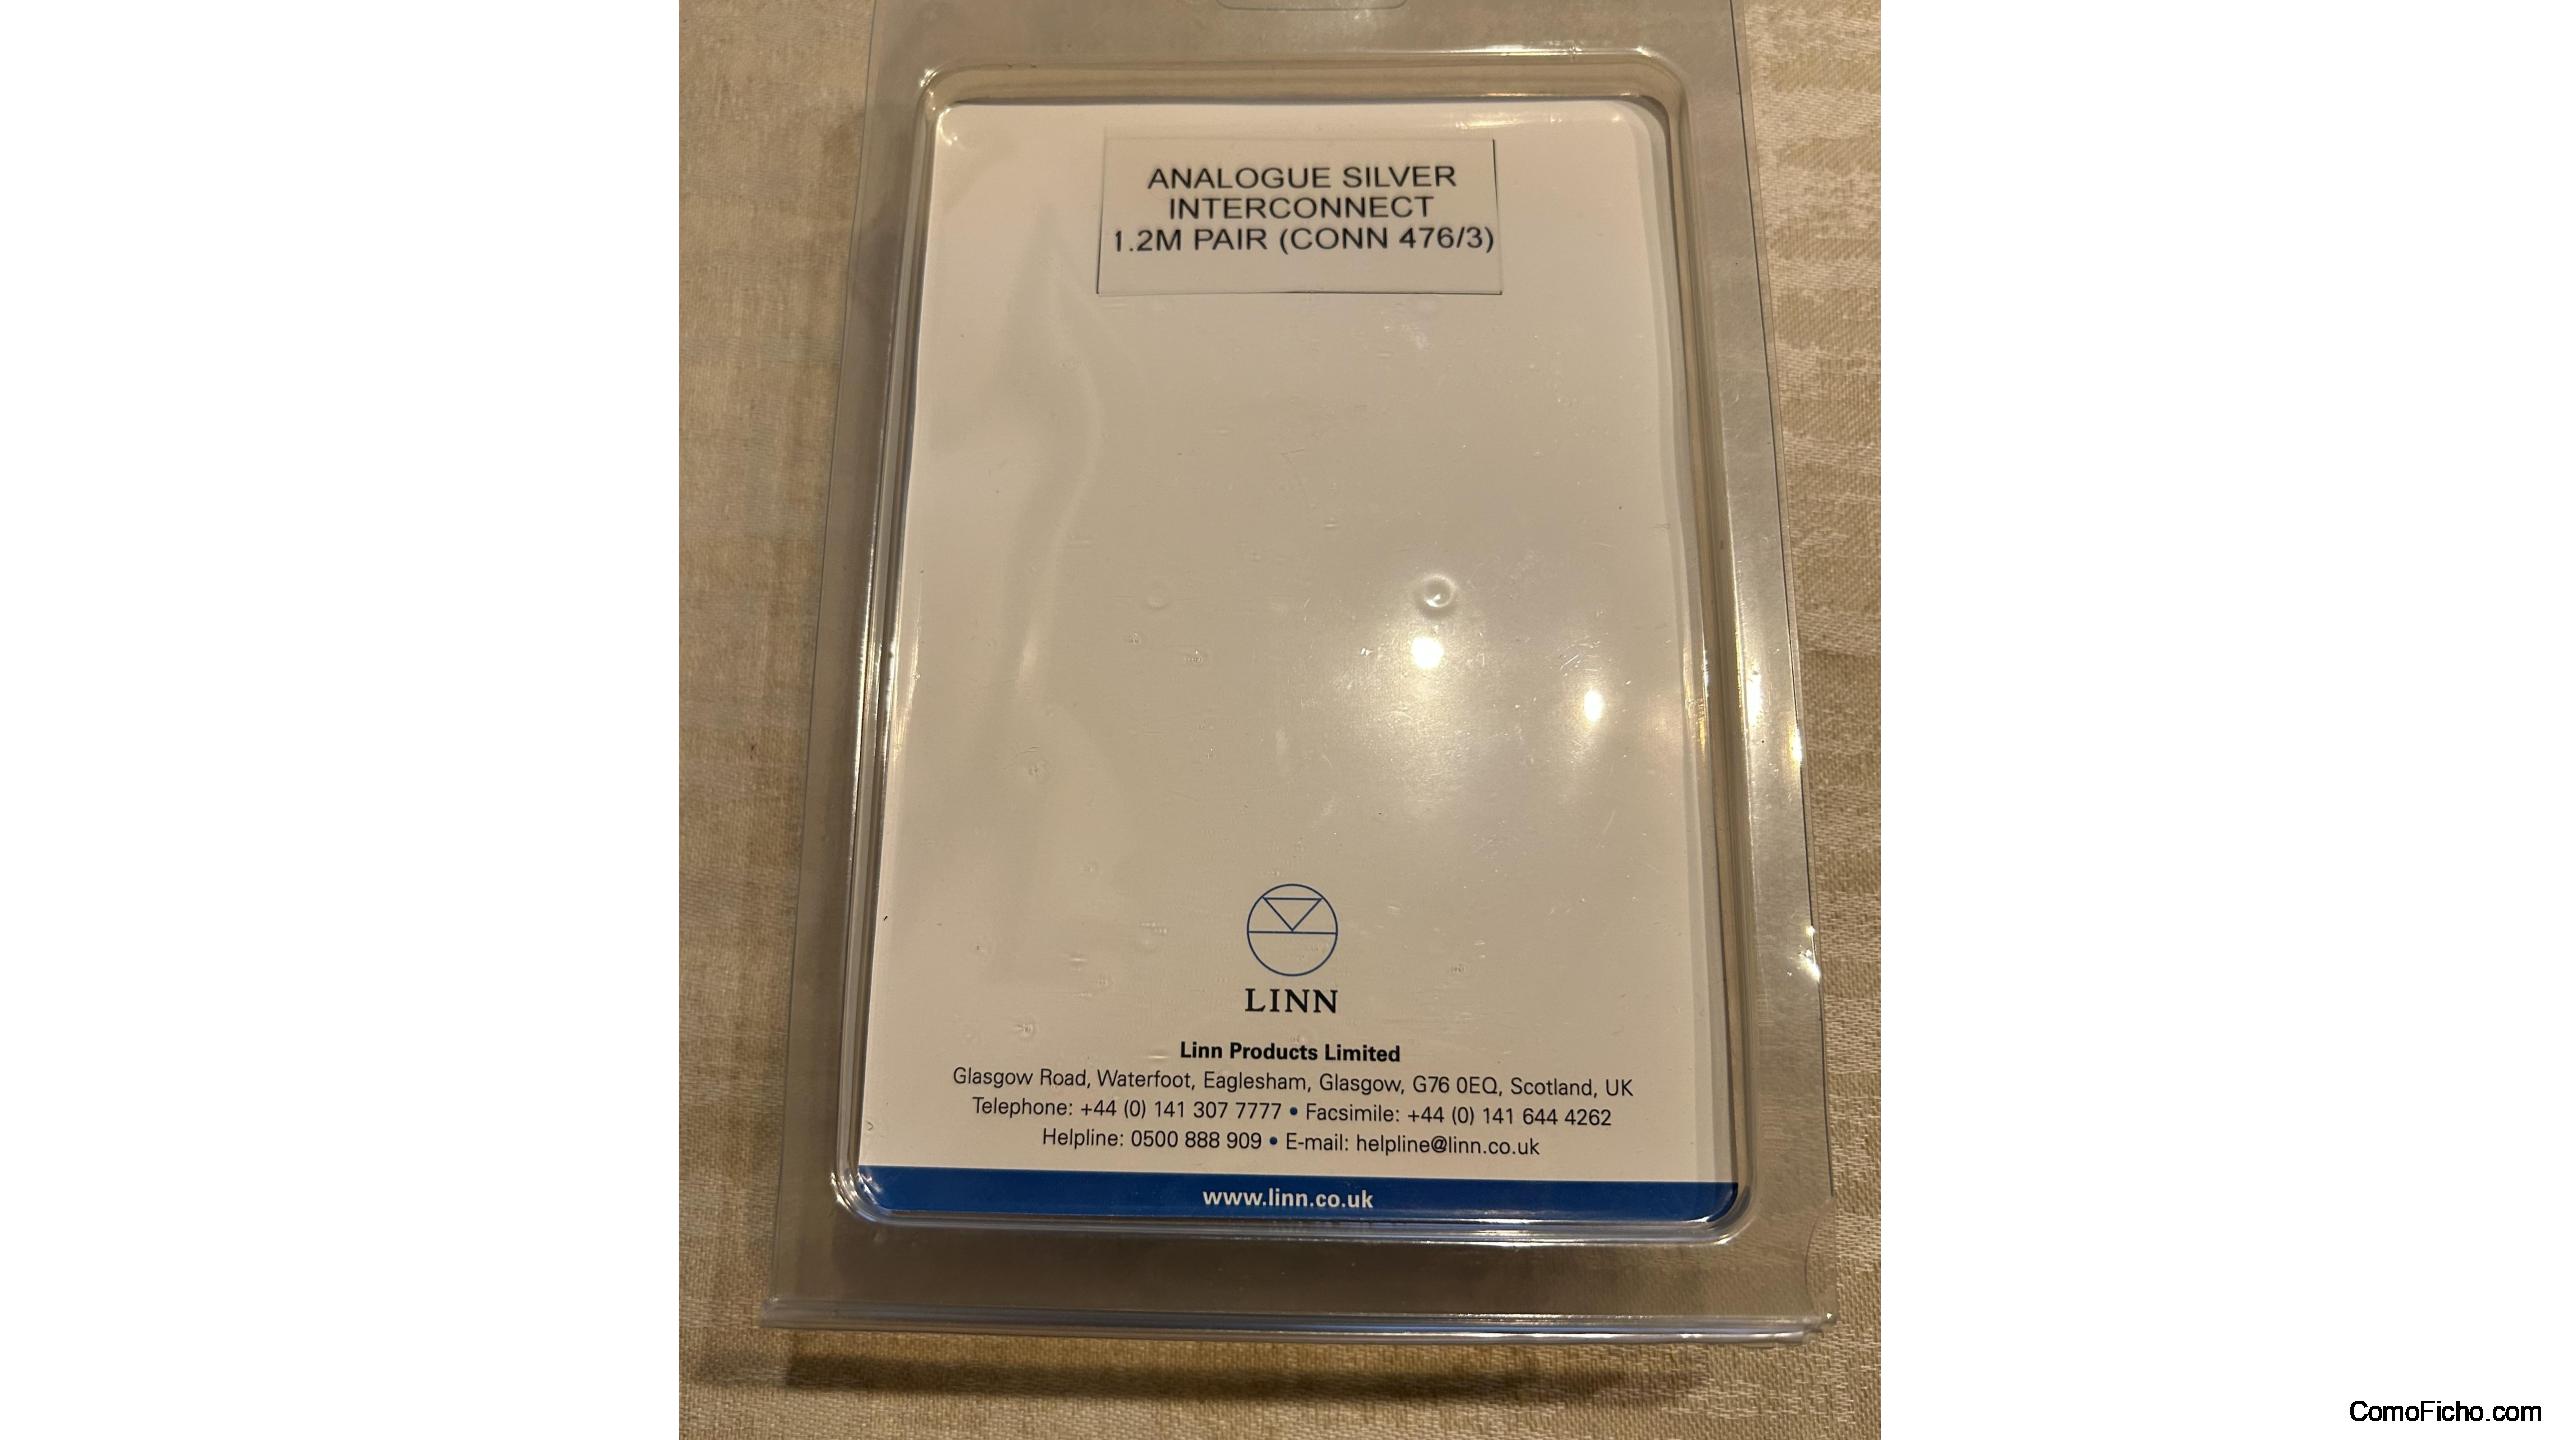 ANALOGUE SILVER
INTERCONNECT
1.2M PAIR (CONN 476/3)
LINN
Linn Products Limited
Glasgow Road, Waterfoot, Eaglesham, Glasgow, G76 0EQ, Scotland, UK
Telephone: +44 (0) 141 307 7777 • Facsimile: +44 (0) 141 644 4262
Helpline: 0500 888 909 • E-mail: helpline@linn.co.uk
www.linn.co.uk
ComoFicho.com